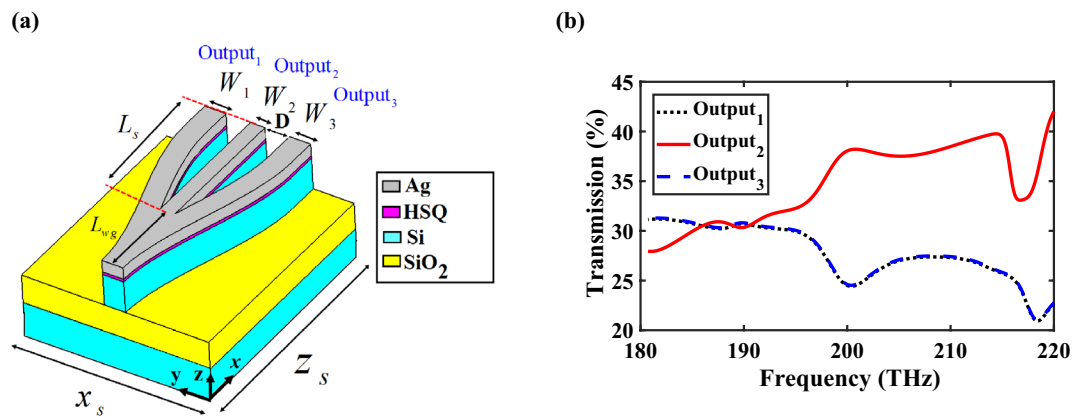 (a)
Output1
Output2
Output3
W1
W2
D
W3
Ls
Lwg
Ag
HSQ
Si
SiO2
y
z
x
xs
zs
(b)
45
40
35
30
25
20
Transmission (%)
Output1
Output2
Output3
180
190
200
210
220
Frequency (THz)